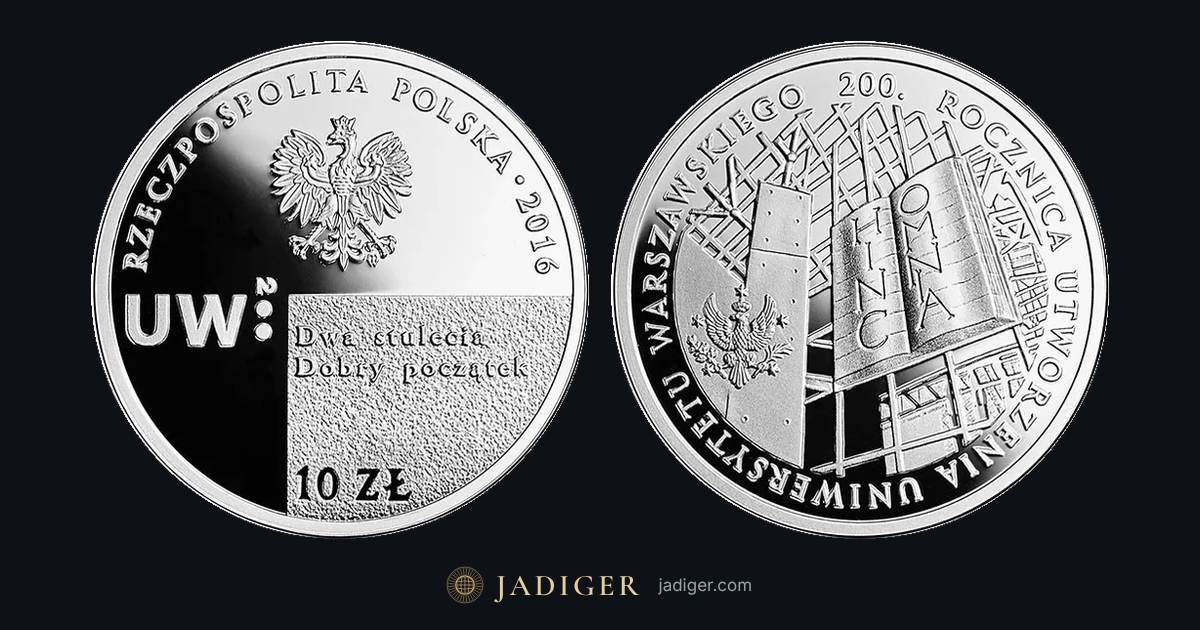 RZECZPOSPOLITA POLSKA · 2016
UW:200
Dwa stulecia
Dobry początek
10 ZŁ
200. ROCZNICA UTWORZENIA UNIWERSYTETU WARSZAWSKIEGO
HINC
OMNIA
JADIGER
jadiger.com